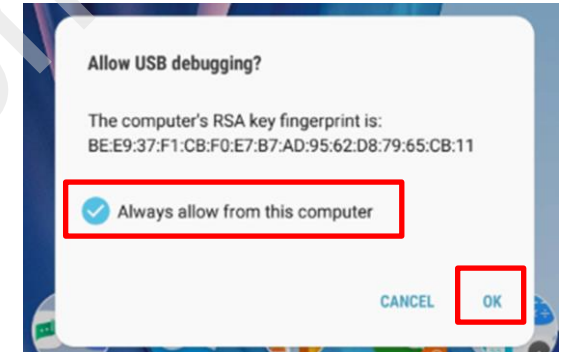 Allow USB debugging?
The computer's RSA key fingerprint is:
BE:E9:37:F1:CB:F0:E7:B7:AD:95:62:D8:79:65:CB:11
Always allow from this computer
CANCEL OK